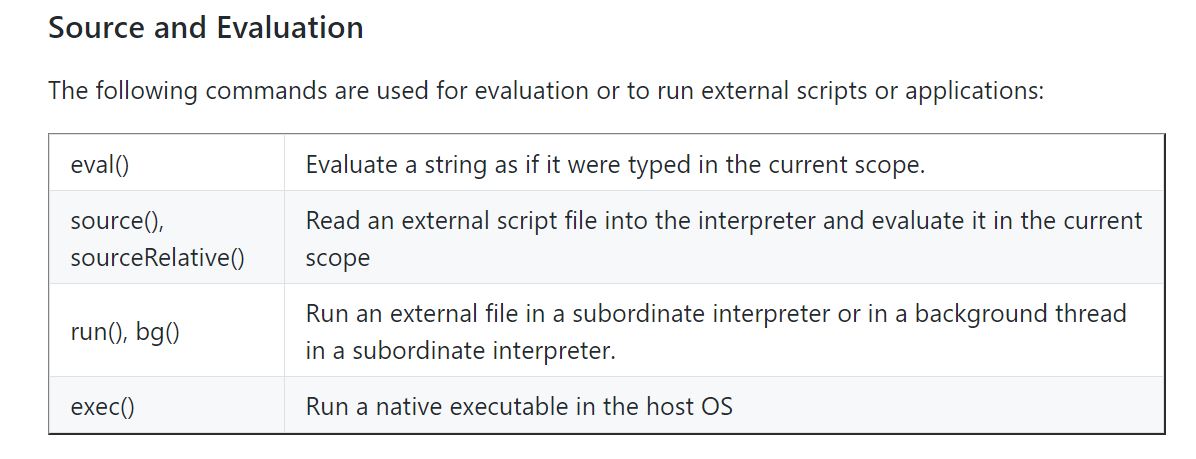 Source and Evaluation
The following commands are used for evaluation or to run external scripts or applications:
eval()
Evaluate a string as if it were typed in the current scope.
source(),
sourceRelative()
Read an external script file into the interpreter and evaluate it in the current
scope
run(), bg()
Run an external file in a subordinate interpreter or in a background thread
in a subordinate interpreter.
exec()
Run a native executable in the host OS